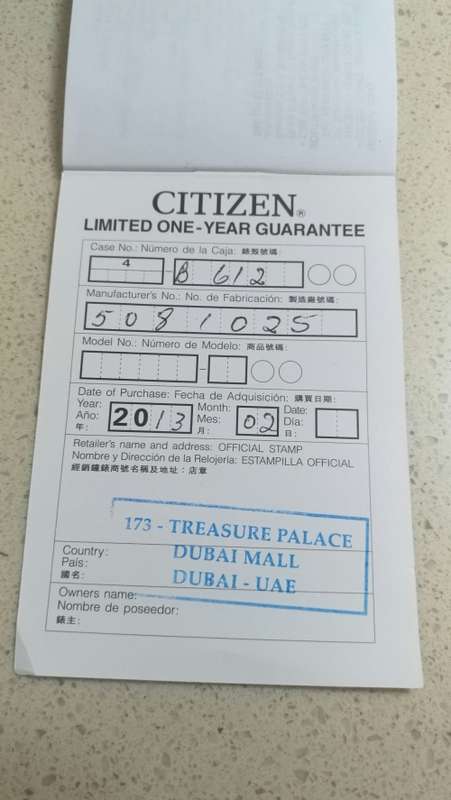 CITIZEN®
LIMITED ONE-YEAR GUARANTEE
Case No.: Número de la Caja: 錶殼號碼:
4 - B 612
Manufacturer's No.: No. de Fabricación: 製造廠號碼:
5081025
Model No.: Número de Modelo: 商品號碼:
-
Date of Purchase: Fecha de Adquisición: 購買日期:
Year: Month: Date:
Año: 2013 Mes: 02 Día:
年: 月: 日:
Retailer's name and address: OFFICIAL STAMP
Nombre y Dirección de la Relojería: ESTAMPILLA OFFICIAL
經銷鐘錶商號名稱及地址:店章
173 - TREASURE PALACE
DUBAI MALL
DUBAI - UAE
Country:
País:
國名:
Owners name:
Nombre de poseedor:
錶主: